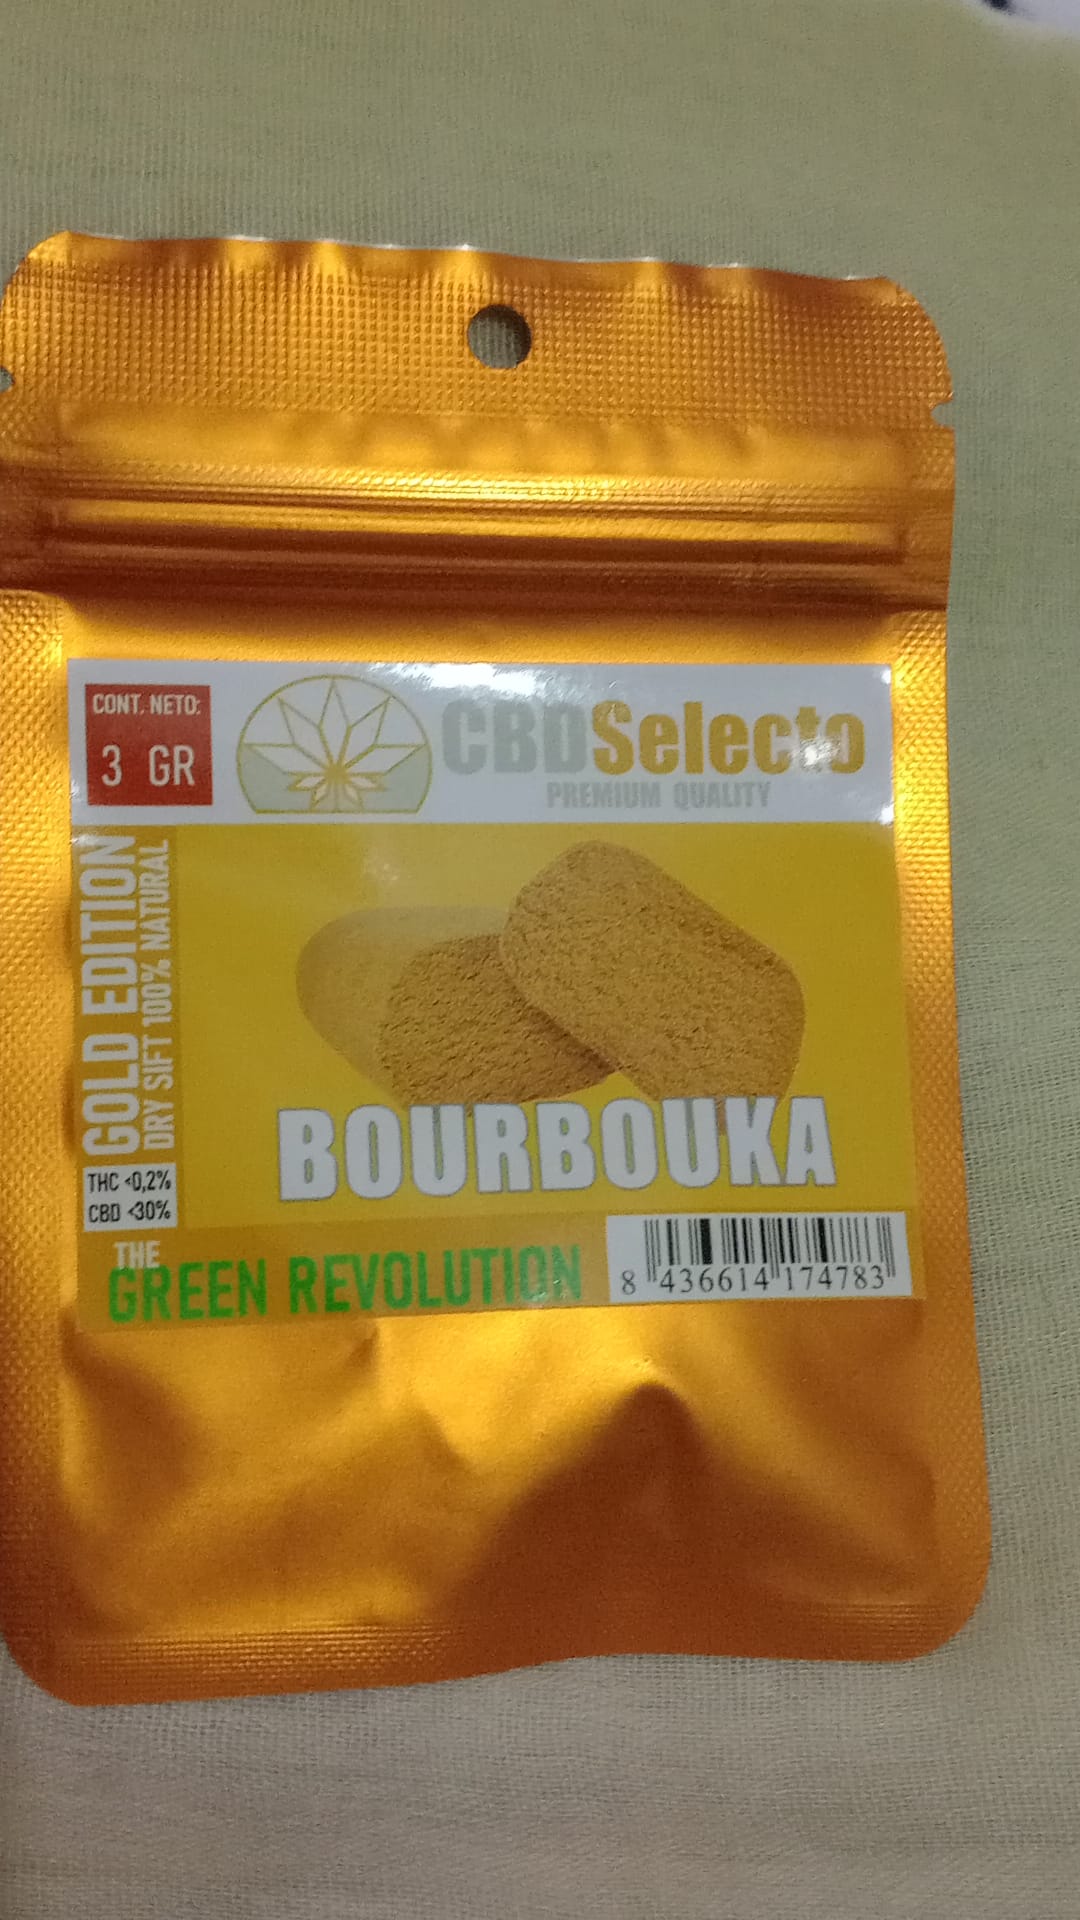 CONT. NETO:
3 GR
CBDSelecto
PREMIUM QUALITY
GOLD EDITION
DRY SIFT 100% NATURAL
BOURBOUKA
THC <0,2%
CBD <30%
THE
GREEN REVOLUTION
8 436614 174783